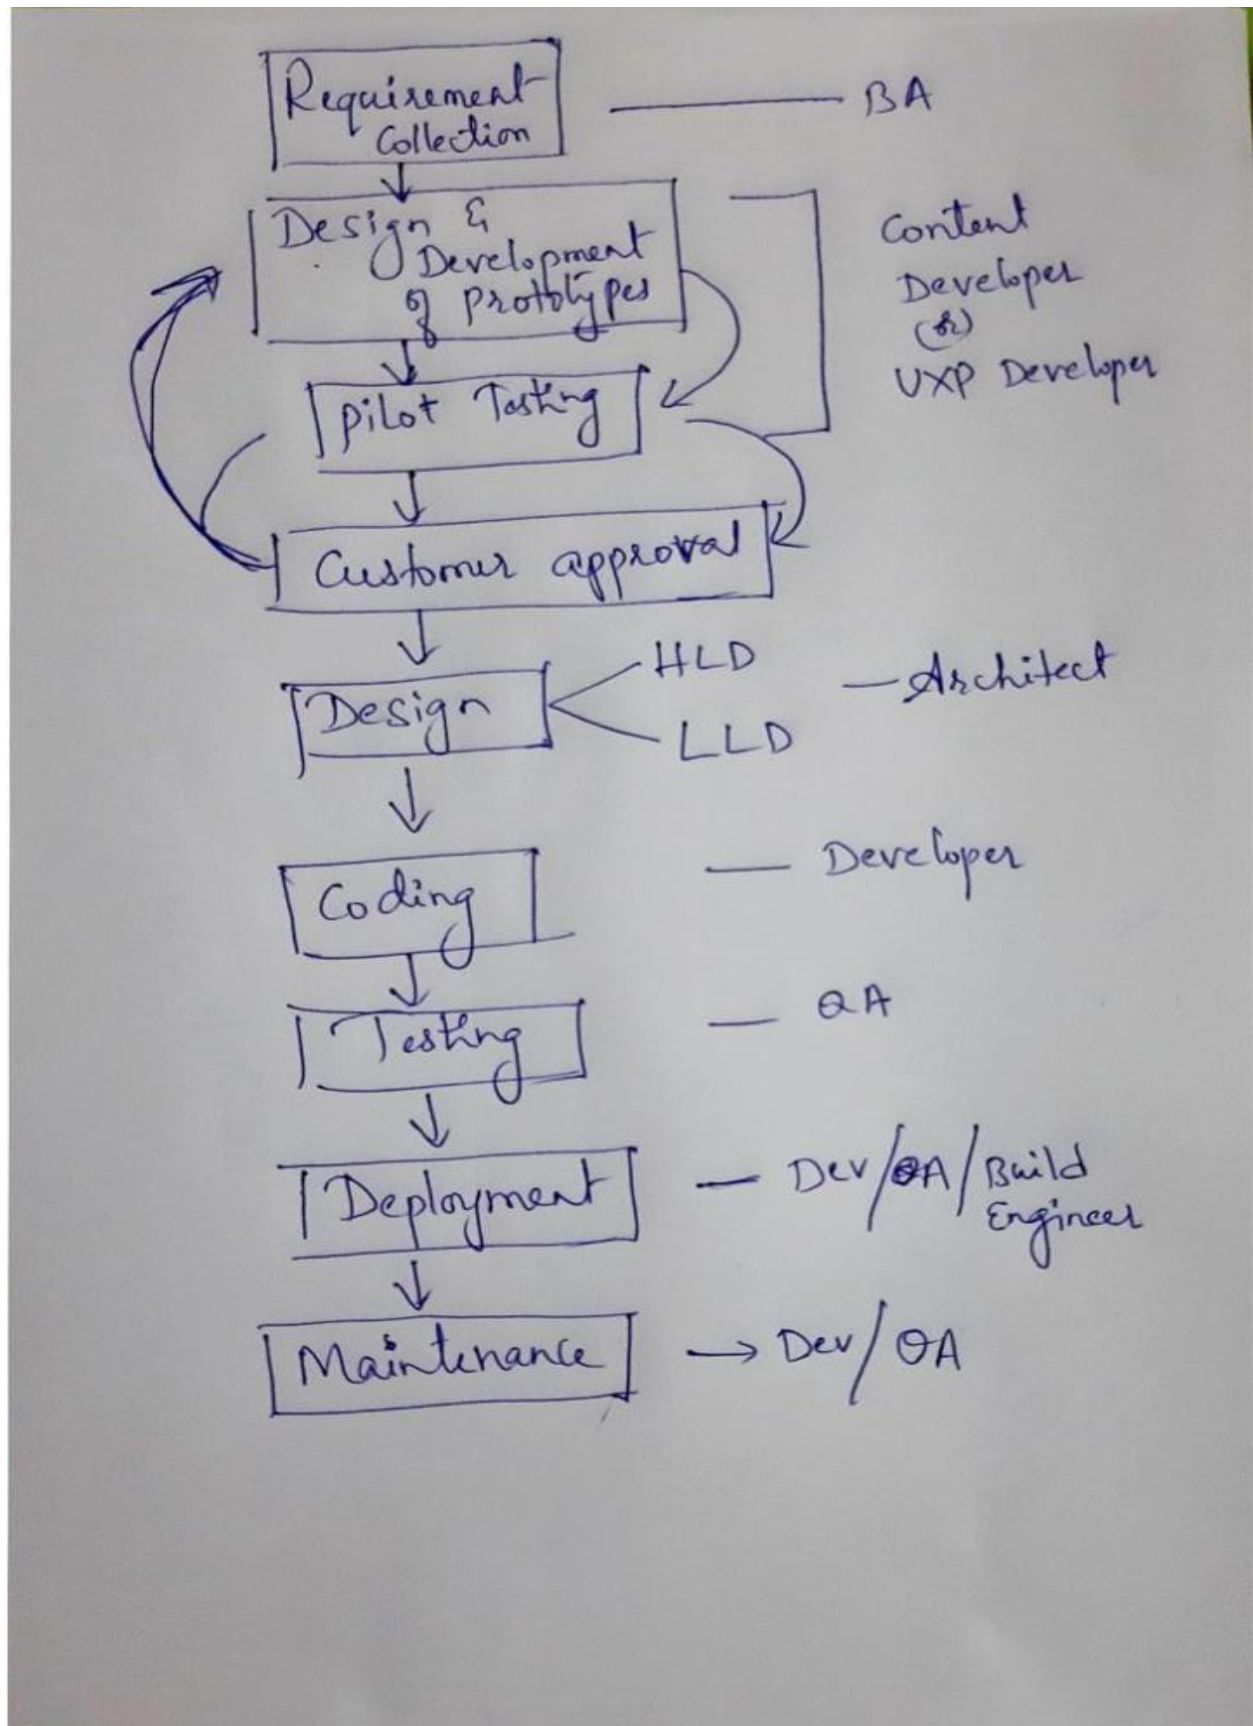 Requirement
Collection
BA
Design &
Development
of Prototypes
Content
Developer
(or)
UXP Developer
Pilot Testing
Customer approval
Design
HLD
LLD
Architect
Coding
Developer
Testing
QA
Deployment
Dev/QA/Build
Engineer
Maintenance
Dev/QA